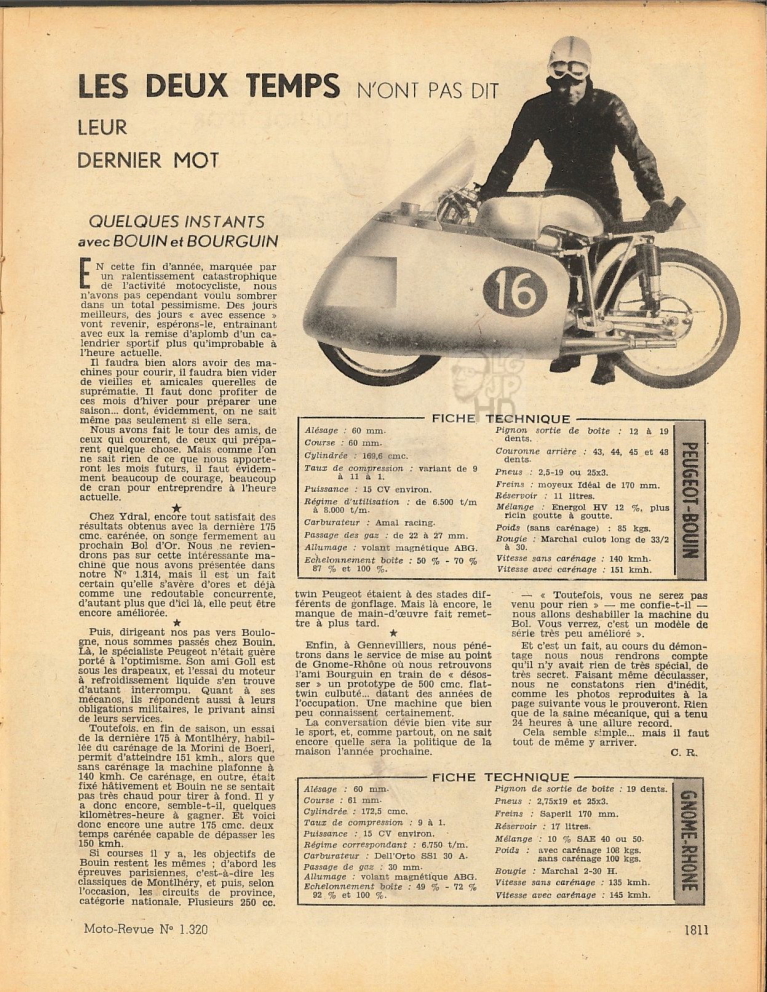 LES DEUX TEMPS N'ONT PAS DIT
LEUR
DERNIER MOT
QUELQUES INSTANTS
avec BOUIN et BOURGUIN
EN cette fin d'année, marquée par
un ralentissement catastrophique
de l'activité motocycliste, nous
n'avons pas cependant voulu sombrer
dans un total pessimisme. Des jours
meilleurs, des jours « avec essence »
vont revenir, espérons-le, entraînant
avec eux la remise d'aplomb d'un ca-
lendrier sportif plus qu'improbable à
l'heure actuelle.
Il faudra bien alors avoir des ma-
chines pour courir, il faudra bien vider
de vieilles et amicales querelles de
suprématie. Il faut donc profiter de
ces mois d'hiver pour préparer une
saison... dont, évidemment, on ne sait
même pas seulement si elle sera.
Nous avons fait le tour des amis, de
ceux qui courent, de ceux qui prépa-
rent quelque chose. Mais comme l'on
ne sait rien de ce que nous apporte-
ront les mois futurs, il faut évidem-
ment beaucoup de courage, beaucoup
de cran pour entreprendre à l'heure
actuelle.
★
Chez Ydral, encore tout satisfait des
résultats obtenus avec la dernière 175
cmc. carénée, on songe fermement au
prochain Bol d'Or. Nous ne revien-
drons pas sur cette intéressante ma-
chine que nous avons présentée dans
notre N° 1.314, mais il est un fait
certain qu'elle s'avère d'ores et déjà
comme une redoutable concurrente,
d'autant plus que d'ici là, elle peut être
encore améliorée.
★
Puis, dirigeant nos pas vers Boulo-
gne, nous sommes passés chez Bouin.
Là, le spécialiste Peugeot n'était guère
porté à l'optimisme. Son ami Goll est
sous les drapeaux, et l'essai du moteur
à refroidissement liquide s'en trouve
d'autant interrompu. Quant à ses
mécanos, ils répondent aussi à leurs
obligations militaires, le privant ainsi
de leurs services.
Toutefois, en fin de saison, un essai
de la dernière 175 à Montlhéry, habil-
lée du carénage de la Morini de Boeri,
permit d'atteindre 151 kmh., alors que
sans carénage la machine plafonne à
140 kmh. Ce carénage, en outre, était
fixé hâtivement et Bouin ne se sentait
pas très chaud pour tirer à fond. Il y
a donc encore, semble-t-il, quelques
kilomètres-heure à gagner. Et voici
donc encore une autre 175 cmc. deux
temps carénée capable de dépasser les
150 kmh.
Si courses il y a, les objectifs de
Bouin restent les mêmes ; d'abord les
épreuves parisiennes, c'est-à-dire les
classiques de Montlhéry, et puis, selon
l'occasion, les circuits de province,
catégorie nationale. Plusieurs 250 cc.
16
FICHE TECHNIQUE
Alésage : 60 mm.
Course : 60 mm.
Cylindrée : 169,6 cmc.
Taux de compression : variant de 9
à 11 à 1.
Puissance : 15 CV environ.
Régime d'utilisation : de 6.500 t/m
à 8.000 t/m.
Carburateur : Amal racing.
Passage des gaz : de 22 à 27 mm.
Allumage : volant magnétique ABG.
Echelonnement boîte : 50 % - 70 %
87 % et 100 %.
Pignon sortie de boîte : 12 à 19
dents.
Couronne arrière : 43, 44, 45 et 48
dents.
Pneus : 2,5-19 ou 25x3.
Freins : moyeux Idéal de 170 mm.
Réservoir : 11 litres.
Mélange : Energol HV 12 %, plus
ricin goutte à goutte.
Poids (sans carénage) : 85 kgs.
Bougie : Marchal culot long de 33/2
à 30.
Vitesse sans carénage : 140 kmh.
Vitesse avec carénage : 151 kmh.
PEUGEOT-BOUIN
twin Peugeot étaient à des stades dif-
férents de gonflage. Mais là encore, le
manque de main-d'œuvre fait remet-
tre à plus tard.
★
Enfin, à Gennevilliers, nous péné-
trons dans le service de mise au point
de Gnome-Rhône où nous retrouvons
l'ami Bourguin en train de « désos-
ser » un prototype de 500 cmc. flat-
twin culbuté... datant des années de
l'occupation. Une machine que bien
peu connaissent certainement.
La conversation dévie bien vite sur
le sport, et, comme partout, on ne sait
encore quelle sera la politique de la
maison l'année prochaine.
— « Toutefois, vous ne serez pas
venu pour rien » — me confie-t-il —
nous allons deshabiller la machine du
Bol. Vous verrez, c'est un modèle de
série très peu amélioré ».
Et c'est un fait, au cours du démon-
tage nous nous rendrons compte
qu'il n'y avait rien de très spécial, de
très secret. Faisant même déculasser,
nous ne constatons rien d'inédit,
comme les photos reproduites à la
page suivante vous le prouveront. Rien
que de la saine mécanique, qui a tenu
24 heures à une allure record.
Cela semble simple... mais il faut
tout de même y arriver.
C. R.
FICHE TECHNIQUE
Alésage : 60 mm.
Course : 61 mm.
Cylindrée : 172,5 cmc.
Taux de compression : 9 à 1.
Puissance : 15 CV environ.
Régime correspondant : 6.750 t/m.
Carburateur : Dell'Orto SS1 30 A.
Passage de gaz : 30 mm.
Allumage : volant magnétique ABG.
Echelonnement boîte : 49 % - 72 %
92 % et 100 %.
Pignon de sortie de boîte : 19 dents.
Pneus : 2,75x19 et 25x3.
Freins : Saperli 170 mm.
Réservoir : 17 litres.
Mélange : 10 % SAE 40 ou 50.
Poids : avec carénage 108 kgs.
sans carénage 100 kgs.
Bougie : Marchal 2-30 H.
Vitesse sans carénage : 135 kmh.
Vitesse avec carénage : 145 kmh.
GNOME-RHONE
Moto-Revue N° 1.320
1811